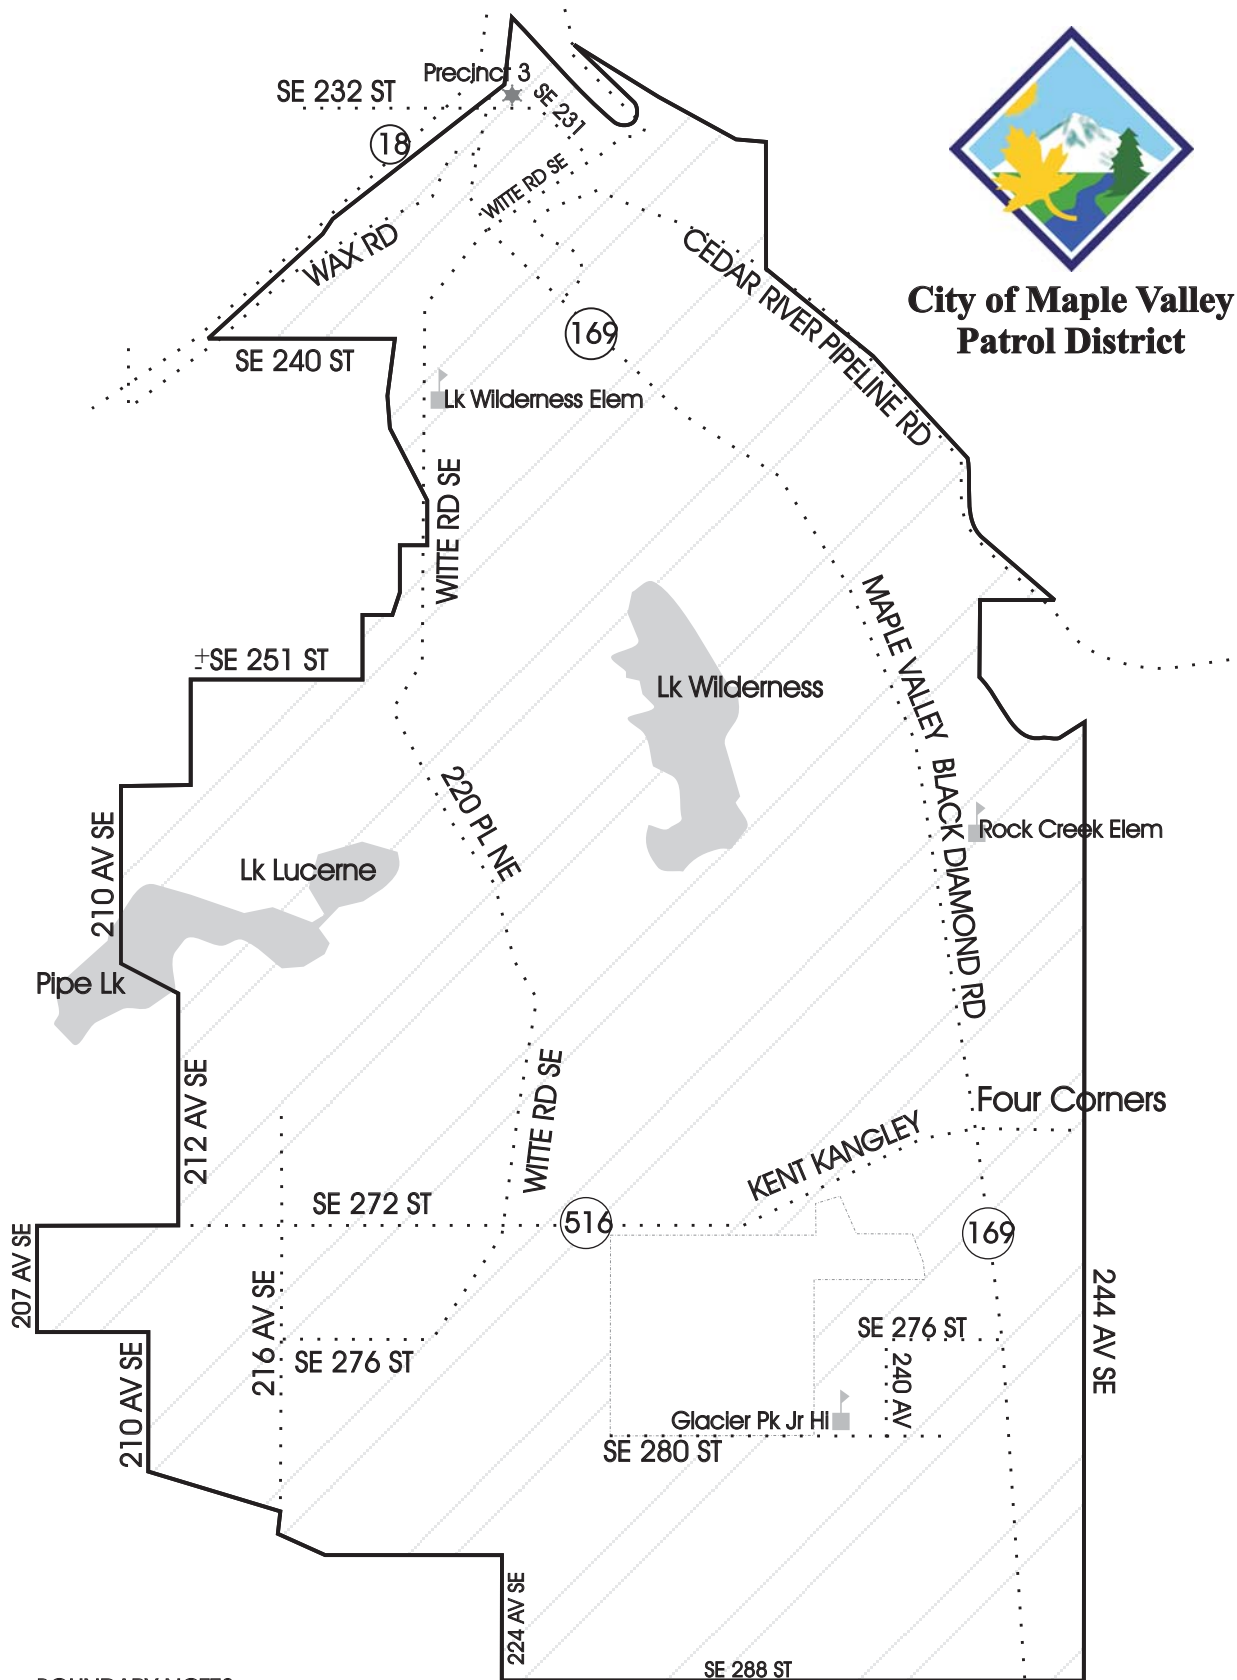 Precinct 3
SE 232 ST
SE 231
18
WITTE RD SE
WAX RD
CEDAR RIVER PIPELINE RD
City of Maple Valley
Patrol District
169
SE 240 ST
Lk Wilderness Elem
WITTE RD SE
MAPLE VALLEY BLACK DIAMOND RD
±SE 251 ST
Lk Wilderness
220 PL NE
210 AV SE
Rock Creek Elem
Lk Lucerne
Pipe Lk
212 AV SE
WITTE RD SE
Four Corners
KENT KANGLEY
SE 272 ST
516
169
207 AV SE
216 AV SE
244 AV SE
SE 276 ST
SE 276 ST
210 AV SE
240 AV
Glacier Pk Jr Hi
SE 280 ST
224 AV SE
SE 288 ST